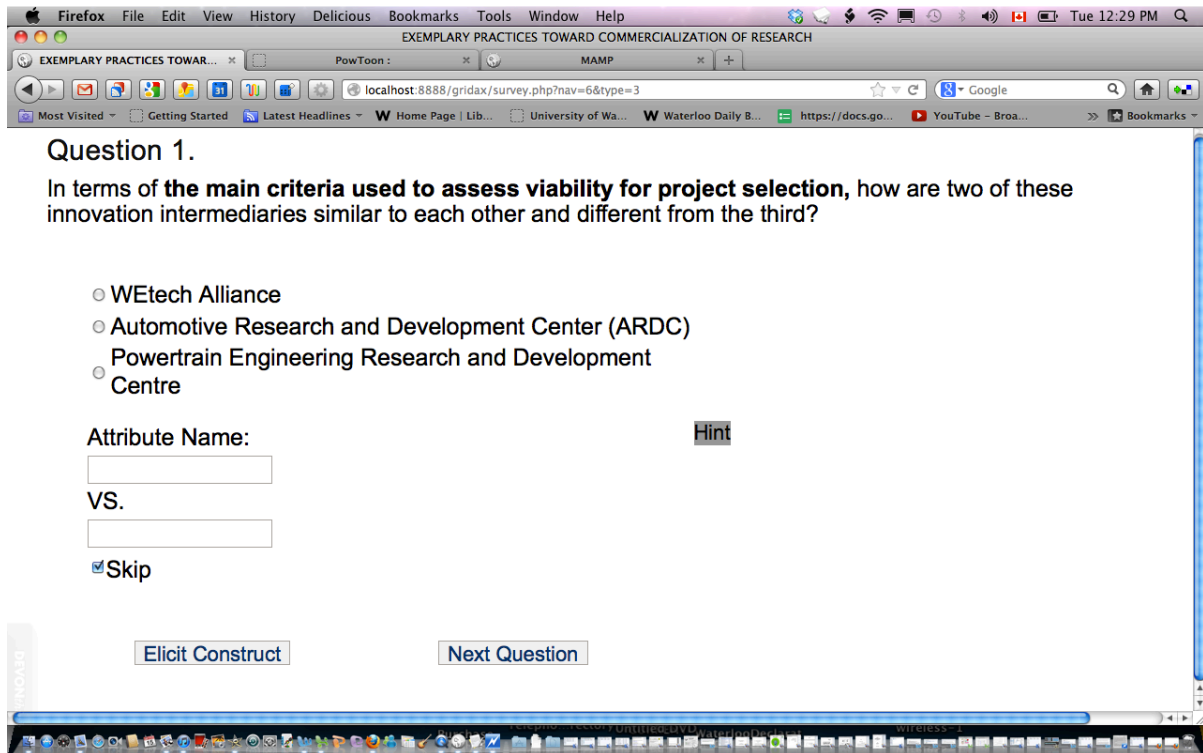 Firefox File Edit View History Delicious Bookmarks Tools Window Help Tue 12:29 PM
EXEMPLARY PRACTICES TOWARD COMMERCIALIZATION OF RESEARCH
EXEMPLARY PRACTICES TOWAR... PowToon : MAMP
localhost:8888/gridax/survey.php?nav=6&type=3 Google
Most Visited Getting Started Latest Headlines Home Page | Lib... University of Wa... Waterloo Daily B... https://docs.go... YouTube - Broa... Bookmarks
Question 1.
In terms of the main criteria used to assess viability for project selection, how are two of these
innovation intermediaries similar to each other and different from the third?
WEtech Alliance
Automotive Research and Development Center (ARDC)
Powertrain Engineering Research and Development
Centre
Attribute Name:
Hint
VS.
Skip
Elicit Construct Next Question